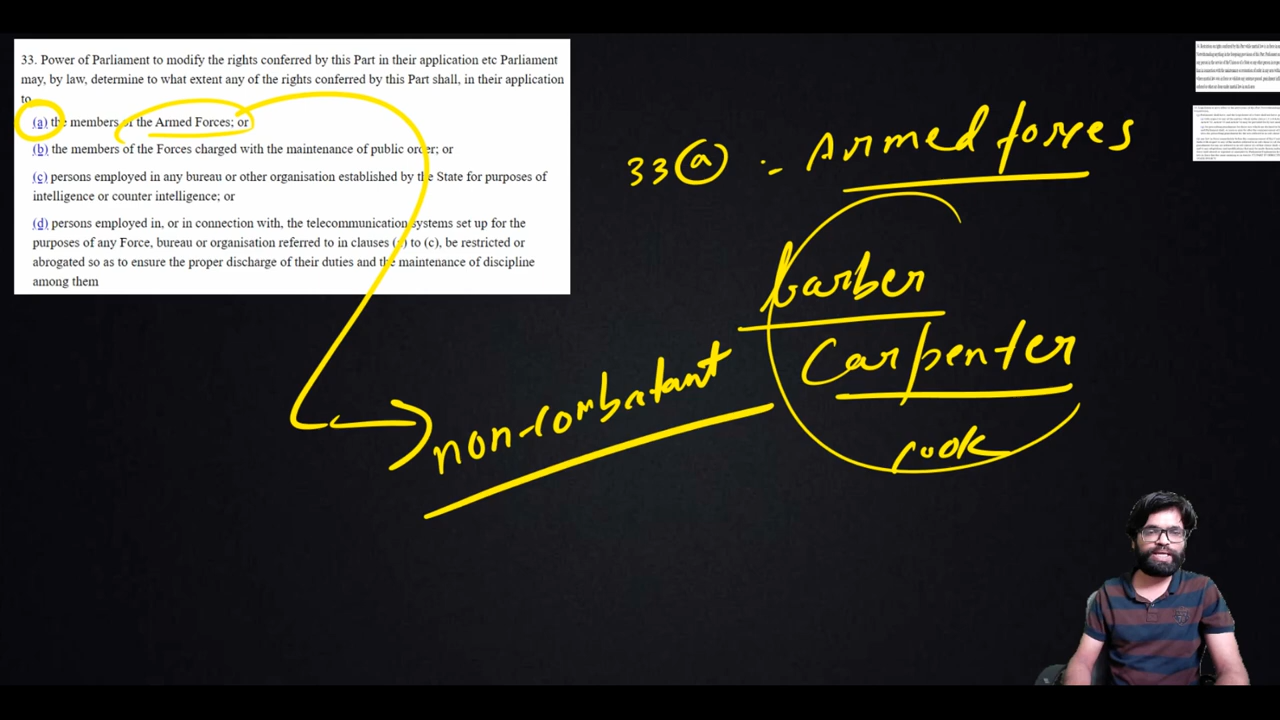 33. Power of Parliament to modify the rights conferred by this Part in their application etc Parliament
may, by law, determine to what extent any of the rights conferred by this Part shall, in their application
to,
(a) the members of the Armed Forces; or
(b) the members of the Forces charged with the maintenance of public order; or
(c) persons employed in any bureau or other organisation established by the State for purposes of
intelligence or counter intelligence; or
(d) persons employed in, or in connection with, the telecommunication systems set up for the
purposes of any Force, bureau or organisation referred to in clauses (a) to (c), be restricted or
abrogated so as to ensure the proper discharge of their duties and the maintenance of discipline
among them
33 (a) : Armed forces
barber
Carpenter
cook
non-combatant